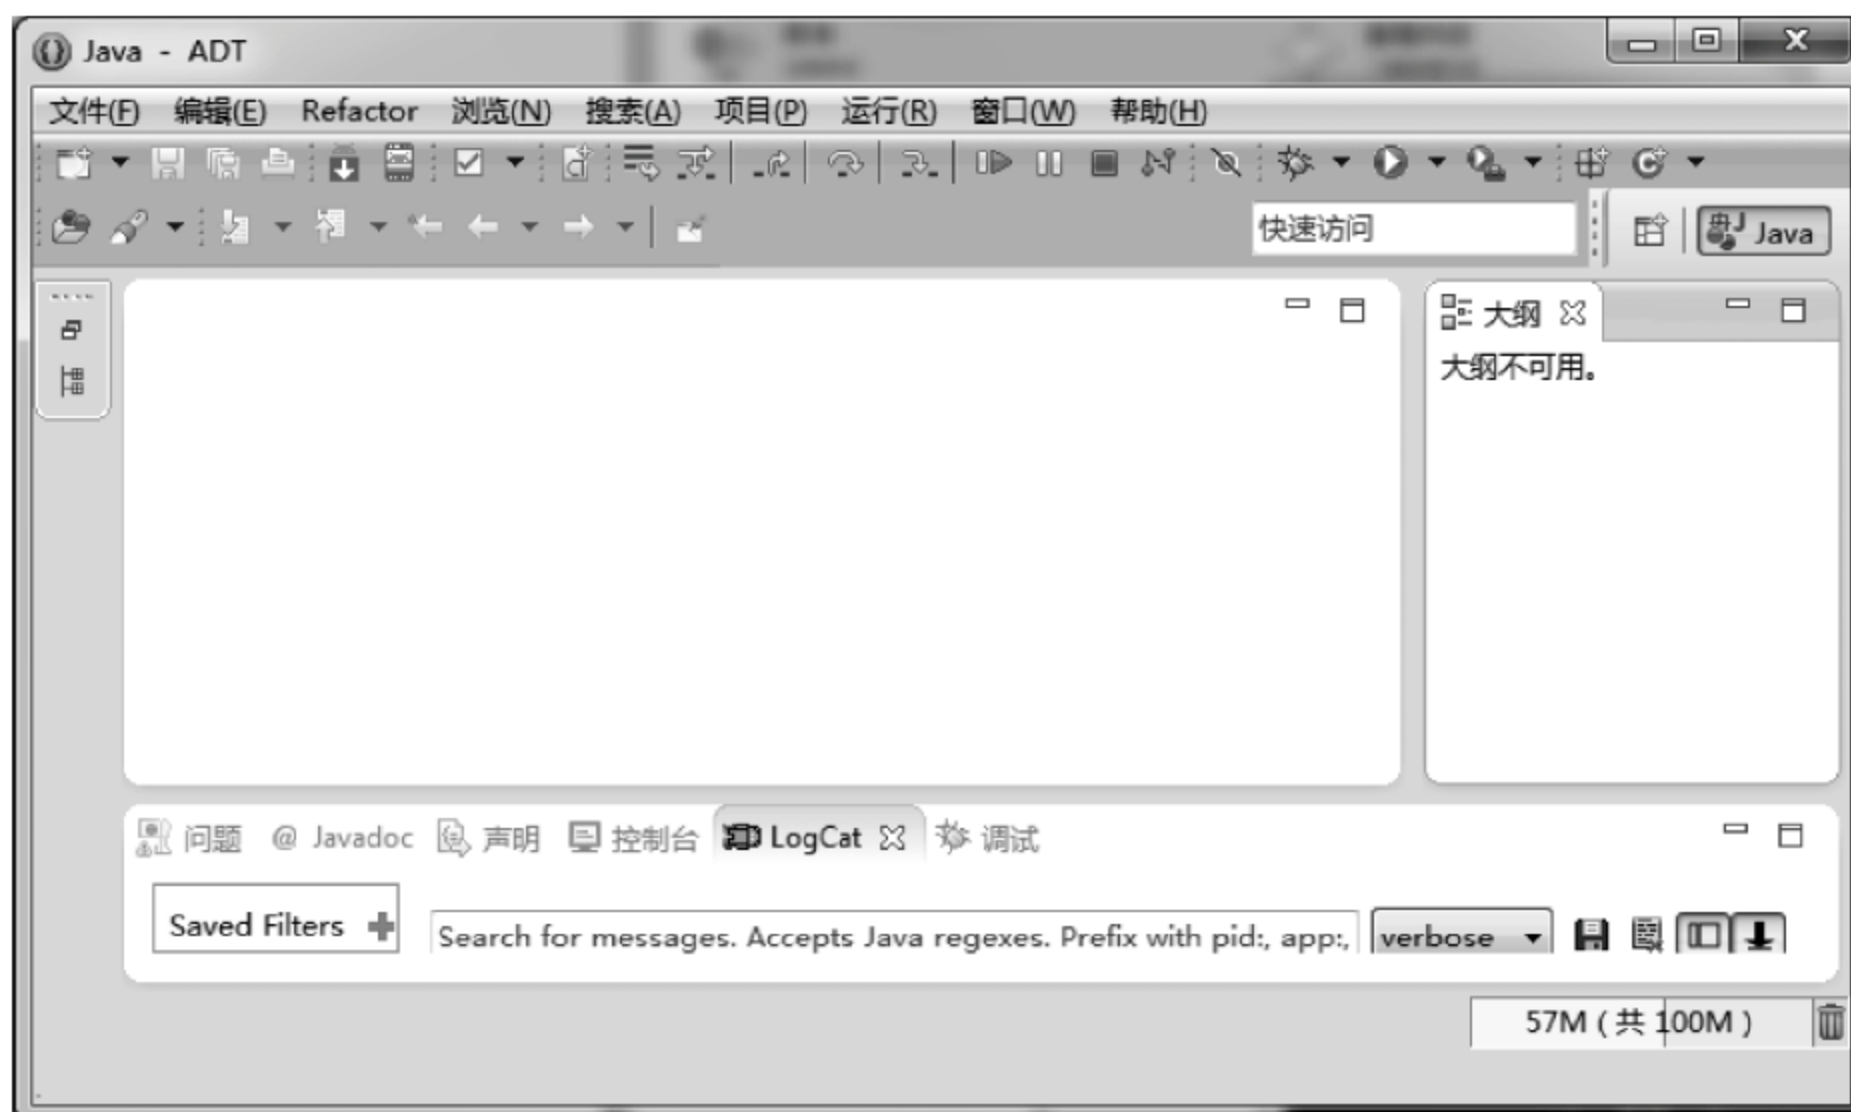 Java - ADT
文件(F) 编辑(E) Refactor 浏览(N) 搜索(A) 项目(P) 运行(R) 窗口(W) 帮助(H)
快速访问 Java
大纲
大纲不可用。
问题 @ Javadoc 声明 控制台 LogCat 调试
Saved Filters Search for messages. Accepts Java regexes. Prefix with pid:, app:, verbose
57M ( 共 100M )